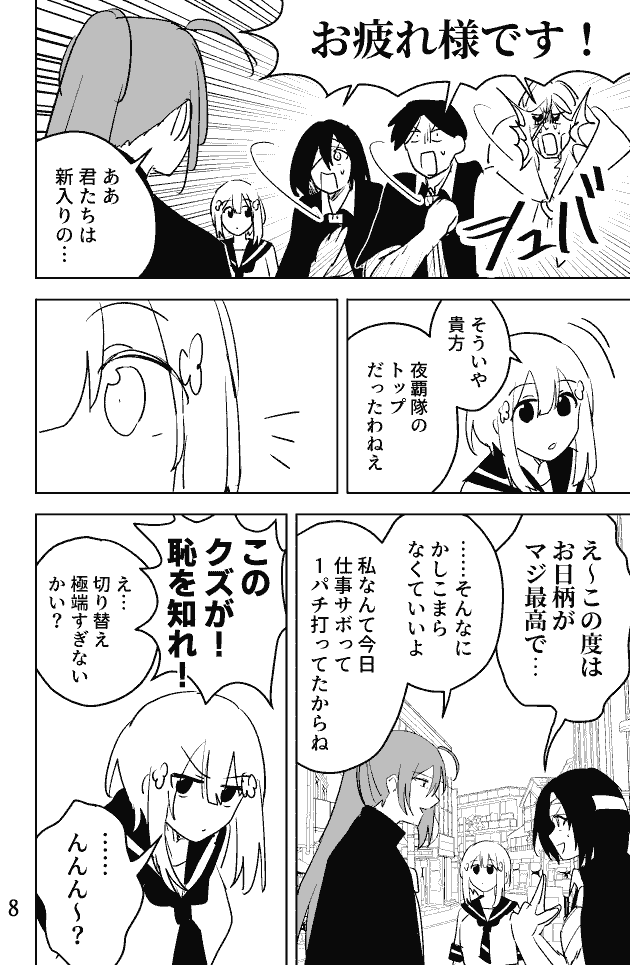 お疲れ様です！
シュバ
ああ
君たちは
新入りの…
そういや
貴方
夜覇隊の
トップ
だったわねえ
え～この度は
お日柄が
マジ最高で…
……そんなに
かしこまら
なくていいよ
私なんて今日
仕事サボって
１パチ打ってたからね
この
クズが！
恥を知れ！
え…
切り替え
極端すぎない
かい？
……
んんん～？
8